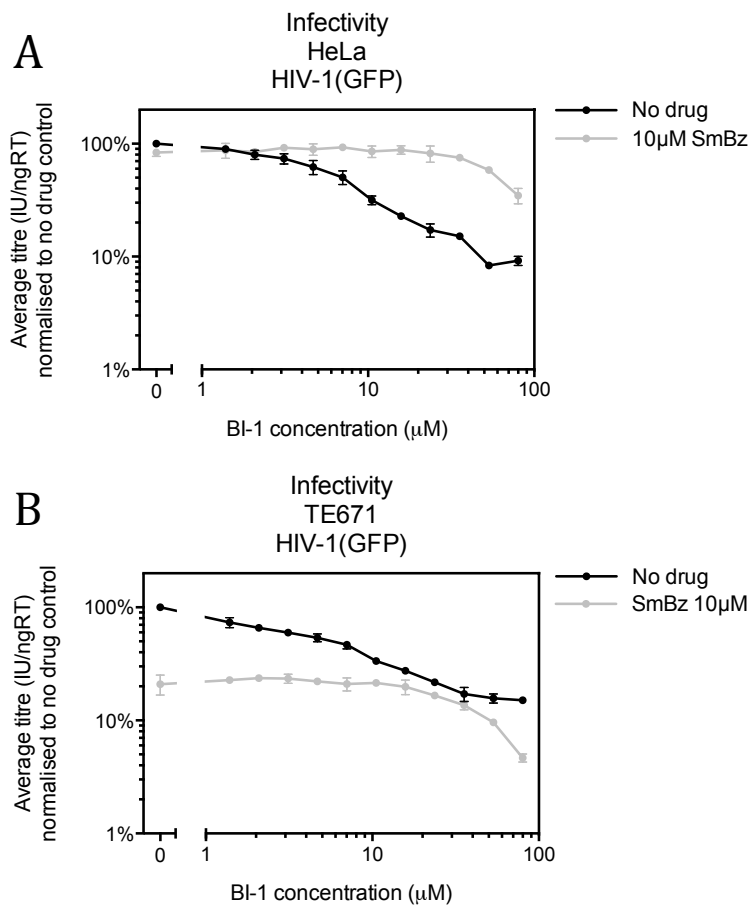 A
Infectivity
HeLa
HIV-1(GFP)
No drug
10µM SmBz
Average titre (IU/ngRT)
normalised to no drug control
100%
10%
1%
0
1
10
100
BI-1 concentration (µM)
B
Infectivity
TE671
HIV-1(GFP)
No drug
SmBz 10µM
Average titre (IU/ngRT)
normalised to no drug control
100%
10%
1%
0
1
10
100
BI-1 concentration (µM)